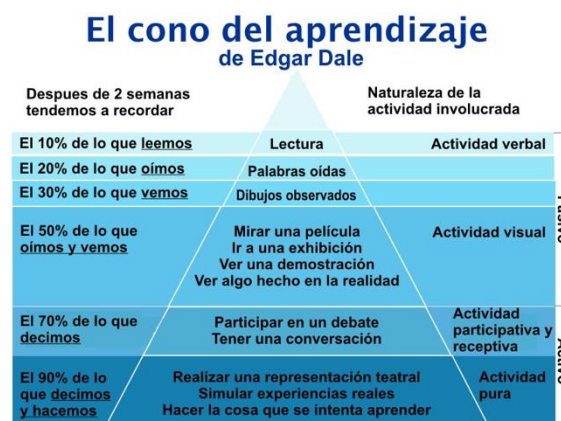 El cono del aprendizaje
de Edgar Dale
Despues de 2 semanas
tendemos a recordar
Naturaleza de la
actividad involucrada
El 10% de lo que leemos
Lectura
Actividad verbal
El 20% de lo que oímos
Palabras oídas
El 30% de lo que vemos
Dibujos observados
El 50% de lo que
oímos y vemos
Mirar una película
Ir a una exhibición
Ver una demostración
Ver algo hecho en la realidad
Actividad visual
El 70% de lo que
decimos
Participar en un debate
Tener una conversación
Actividad
participativa y
receptiva
El 90% de lo
que decimos
y hacemos
Realizar una representación teatral
Simular experiencias reales
Hacer la cosa que se intenta aprender
Actividad
pura